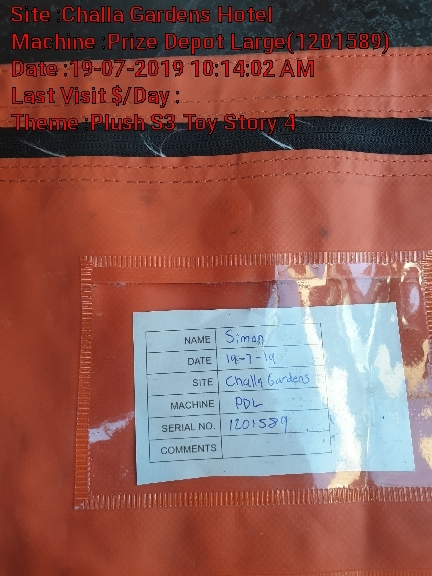 Site :Challa Gardens Hotel
Machine :Prize Depot Large(1201589)
Date :19-07-2019 10:14:02 AM
Last Visit $/Day :
Theme :Plush S3 Toy Story 4
NAME Simon
DATE 19-7-19
SITE Challa Gardens
MACHINE PDL
SERIAL NO. 1201589
COMMENTS